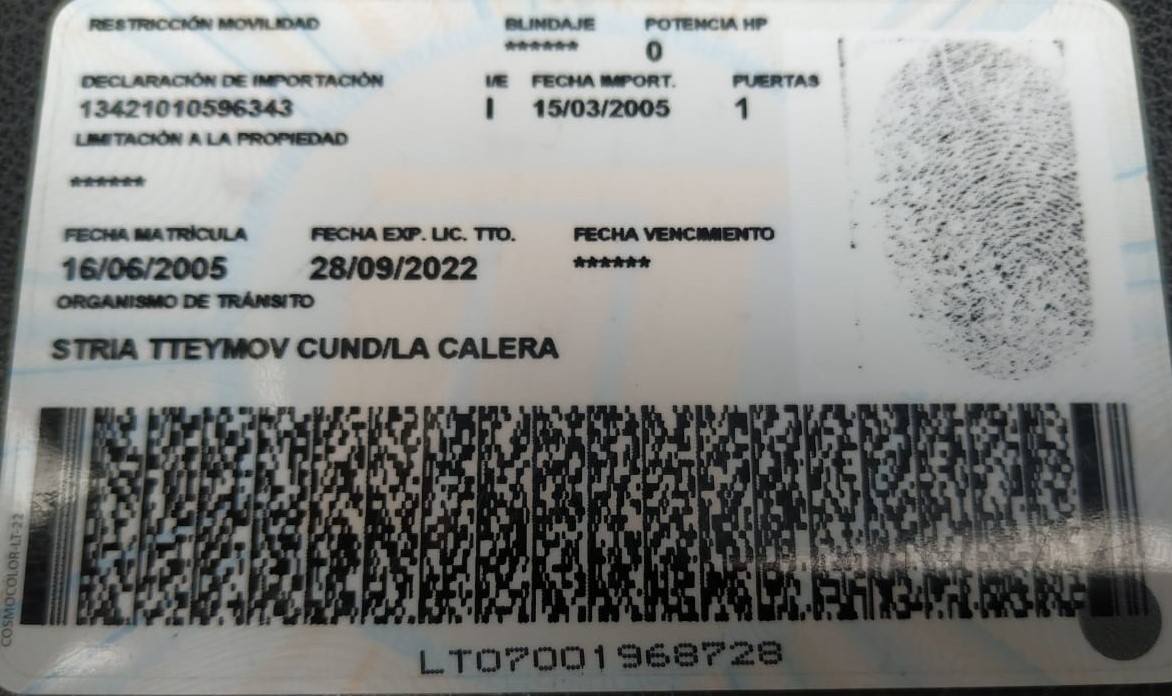 RESTRICCIÓN MOVILIDAD BLINDAJE POTENCIA HP
****** 0
DECLARACIÓN DE IMPORTACIÓN I/E FECHA IMPORT. PUERTAS
13421010596343 I 15/03/2005 1
LIMITACIÓN A LA PROPIEDAD
******
FECHA MATRÍCULA FECHA EXP. LIC. TTO. FECHA VENCIMIENTO
16/06/2005 28/09/2022 ******
ORGANISMO DE TRÁNSITO
STRIA TTEYMOV CUND/LA CALERA
COSMOCOLOR-LT-22
LT07001968728